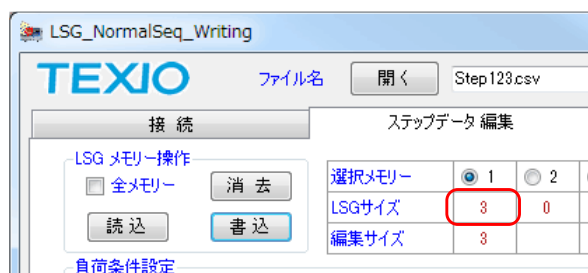 LSG_NormalSeq_Writing
TEXIO ファイル名 開く Step123.csv
接 続 ステップデータ 編集
LSG メモリー操作
全メモリー 消 去
読 込 書 込
選択メモリー 1 2
LSGサイズ 3 0
編集サイズ 3
負荷条件設定